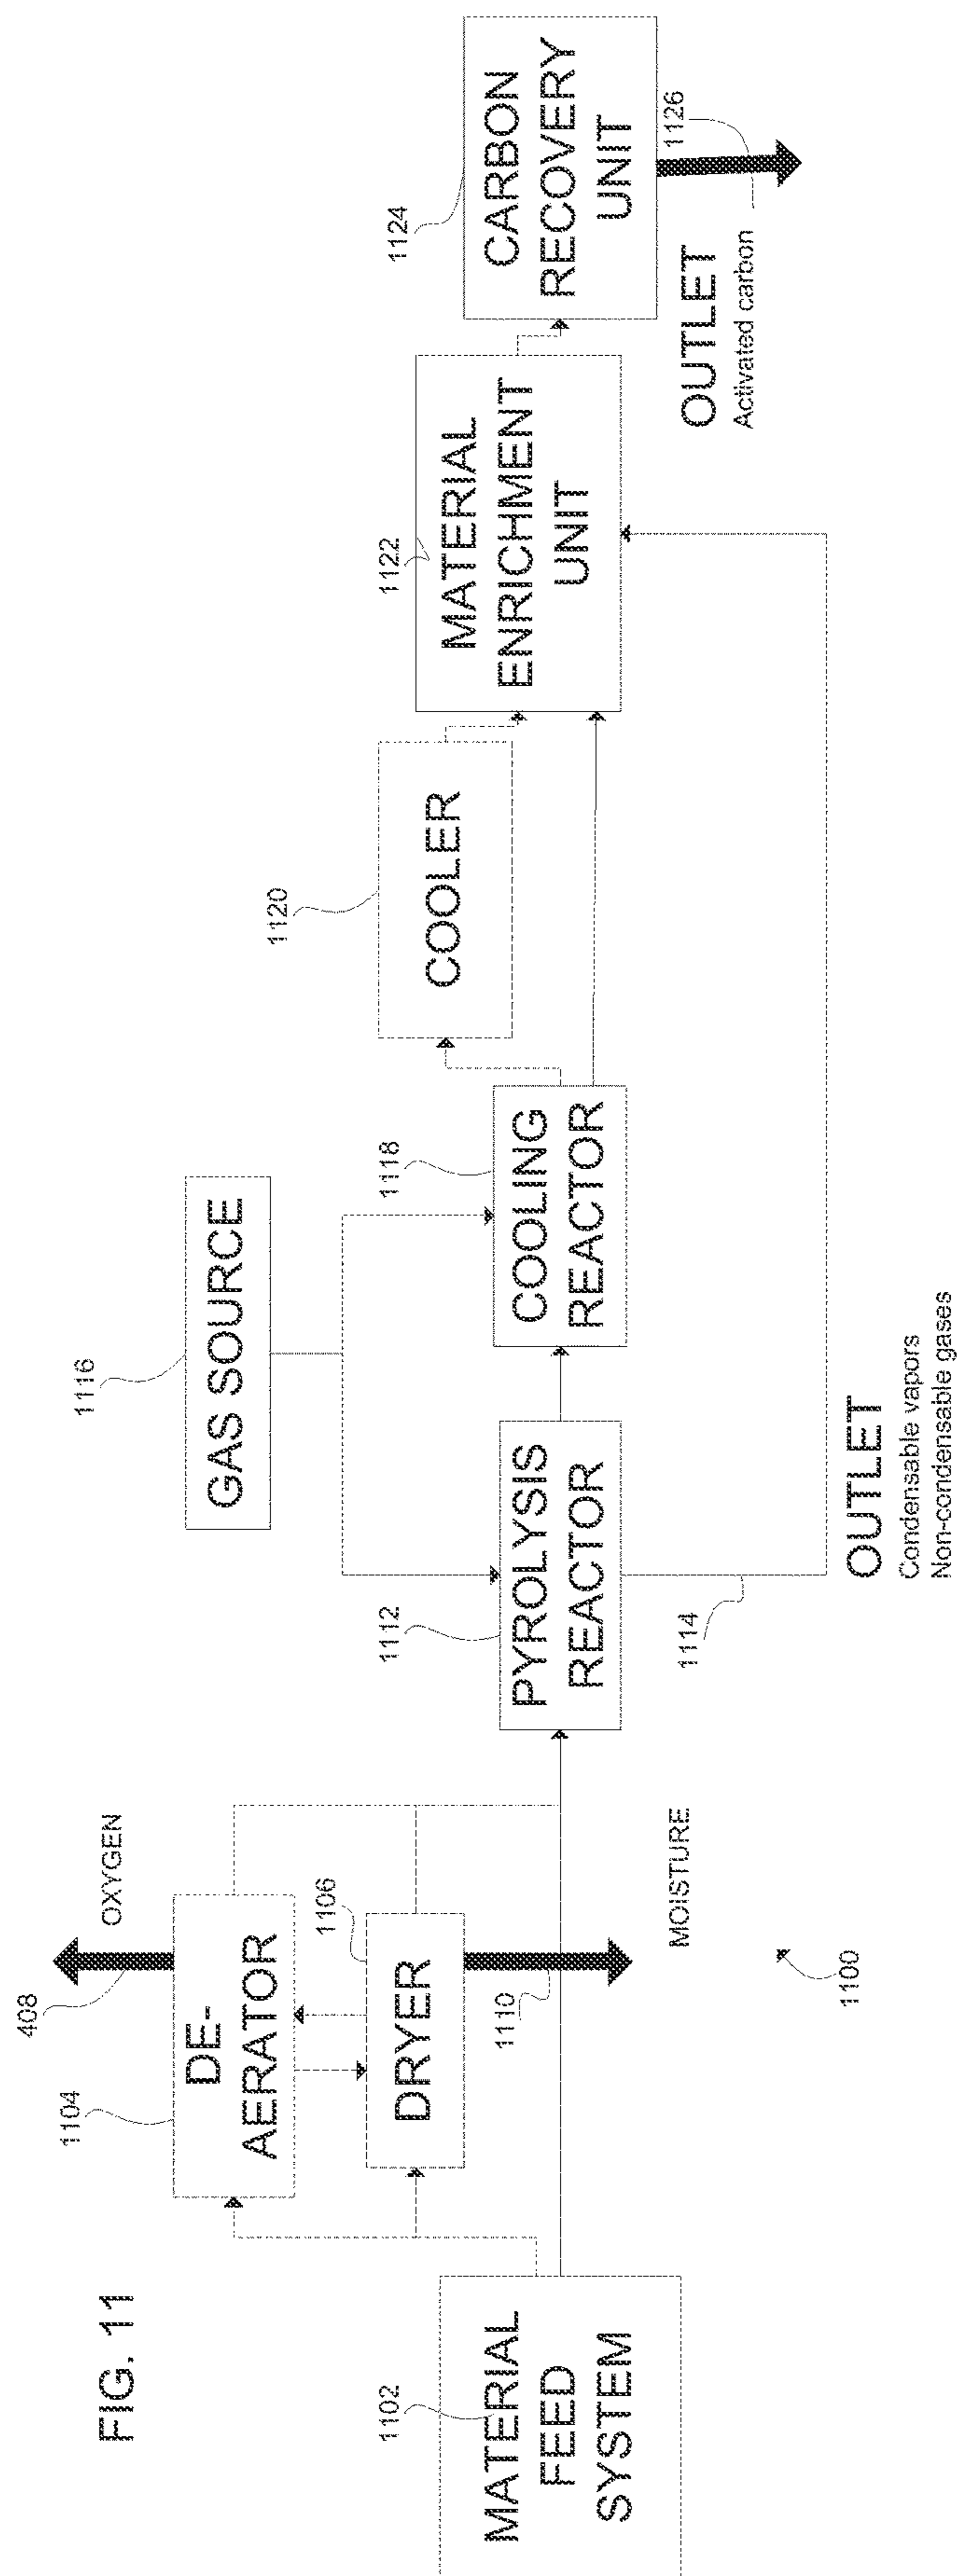 FIG. 11
408
OXYGEN
1104
DE-
AERATOR
1106
DRYER
1110
MOISTURE
1102
MATERIAL
FEED
SYSTEM
1100
1116
GAS SOURCE
1112
PYROLYSIS
REACTOR
1114
OUTLET
Condensable vapors
Non-condensable gases
1118
COOLING
REACTOR
1120
COOLER
1122
MATERIAL
ENRICHMENT
UNIT
1124
CARBON
RECOVERY
UNIT
1126
OUTLET
Activated carbon